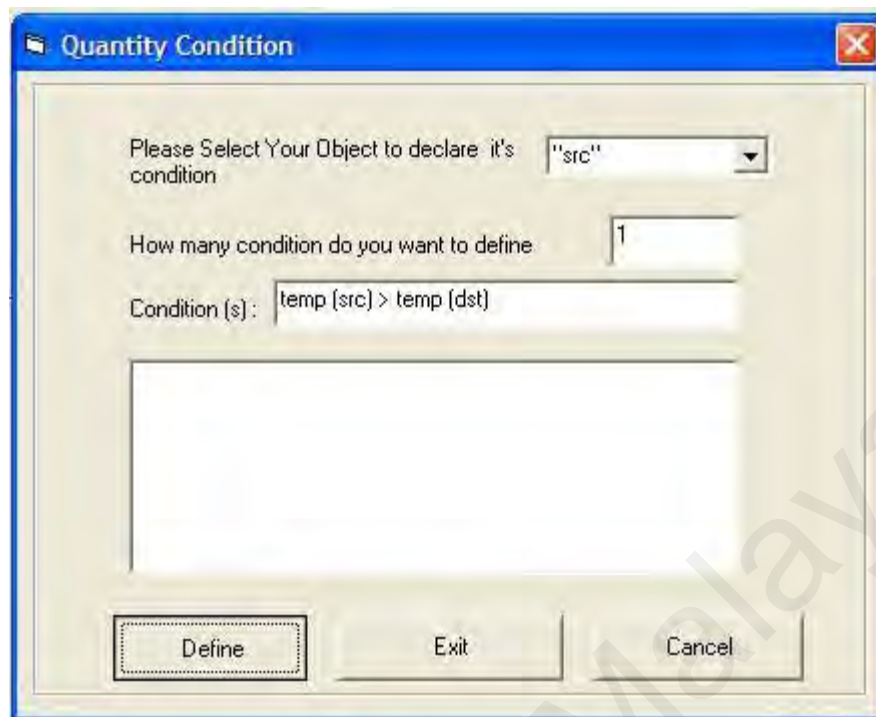 Quantity Condition
Please Select Your Object to declare it's
condition
"src"
How many condition do you want to define
1
Condition (s) :
temp (src) > temp (dst)
Define
Exit
Cancel
Malaya